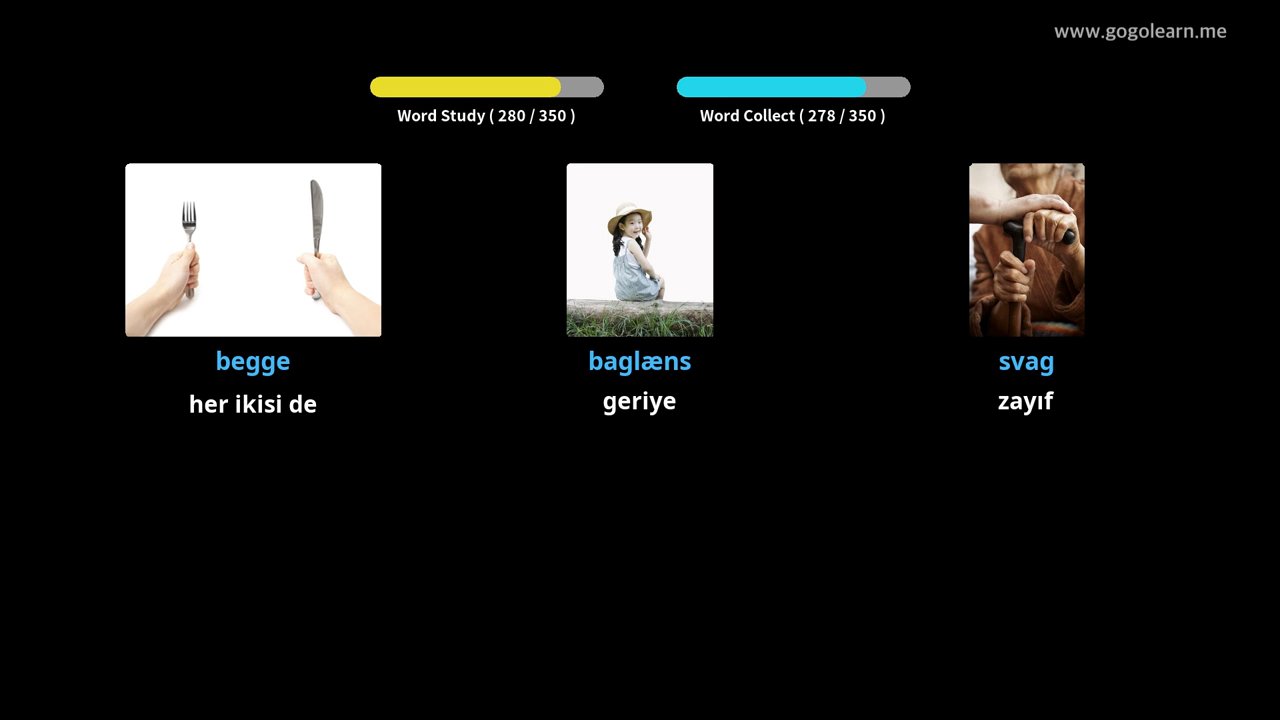 www.gogolearn.me
Word Study ( 280 / 350 )
Word Collect ( 278 / 350 )
begge
baglæns
svag
her ikisi de
geriye
zayıf